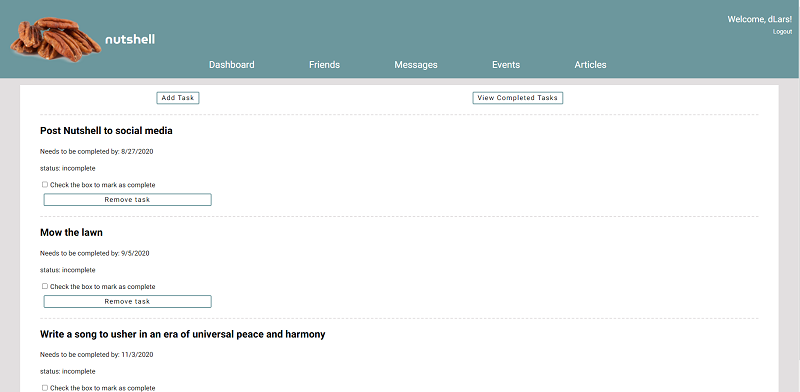 nutshell
Welcome, dLars!
Logout
Dashboard Friends Messages Events Articles
Add Task View Completed Tasks
Post Nutshell to social media
Needs to be completed by: 8/27/2020
status: incomplete
Check the box to mark as complete
Remove task
Mow the lawn
Needs to be completed by: 9/5/2020
status: incomplete
Check the box to mark as complete
Remove task
Write a song to usher in an era of universal peace and harmony
Needs to be completed by: 11/3/2020
status: incomplete
Check the box to mark as complete